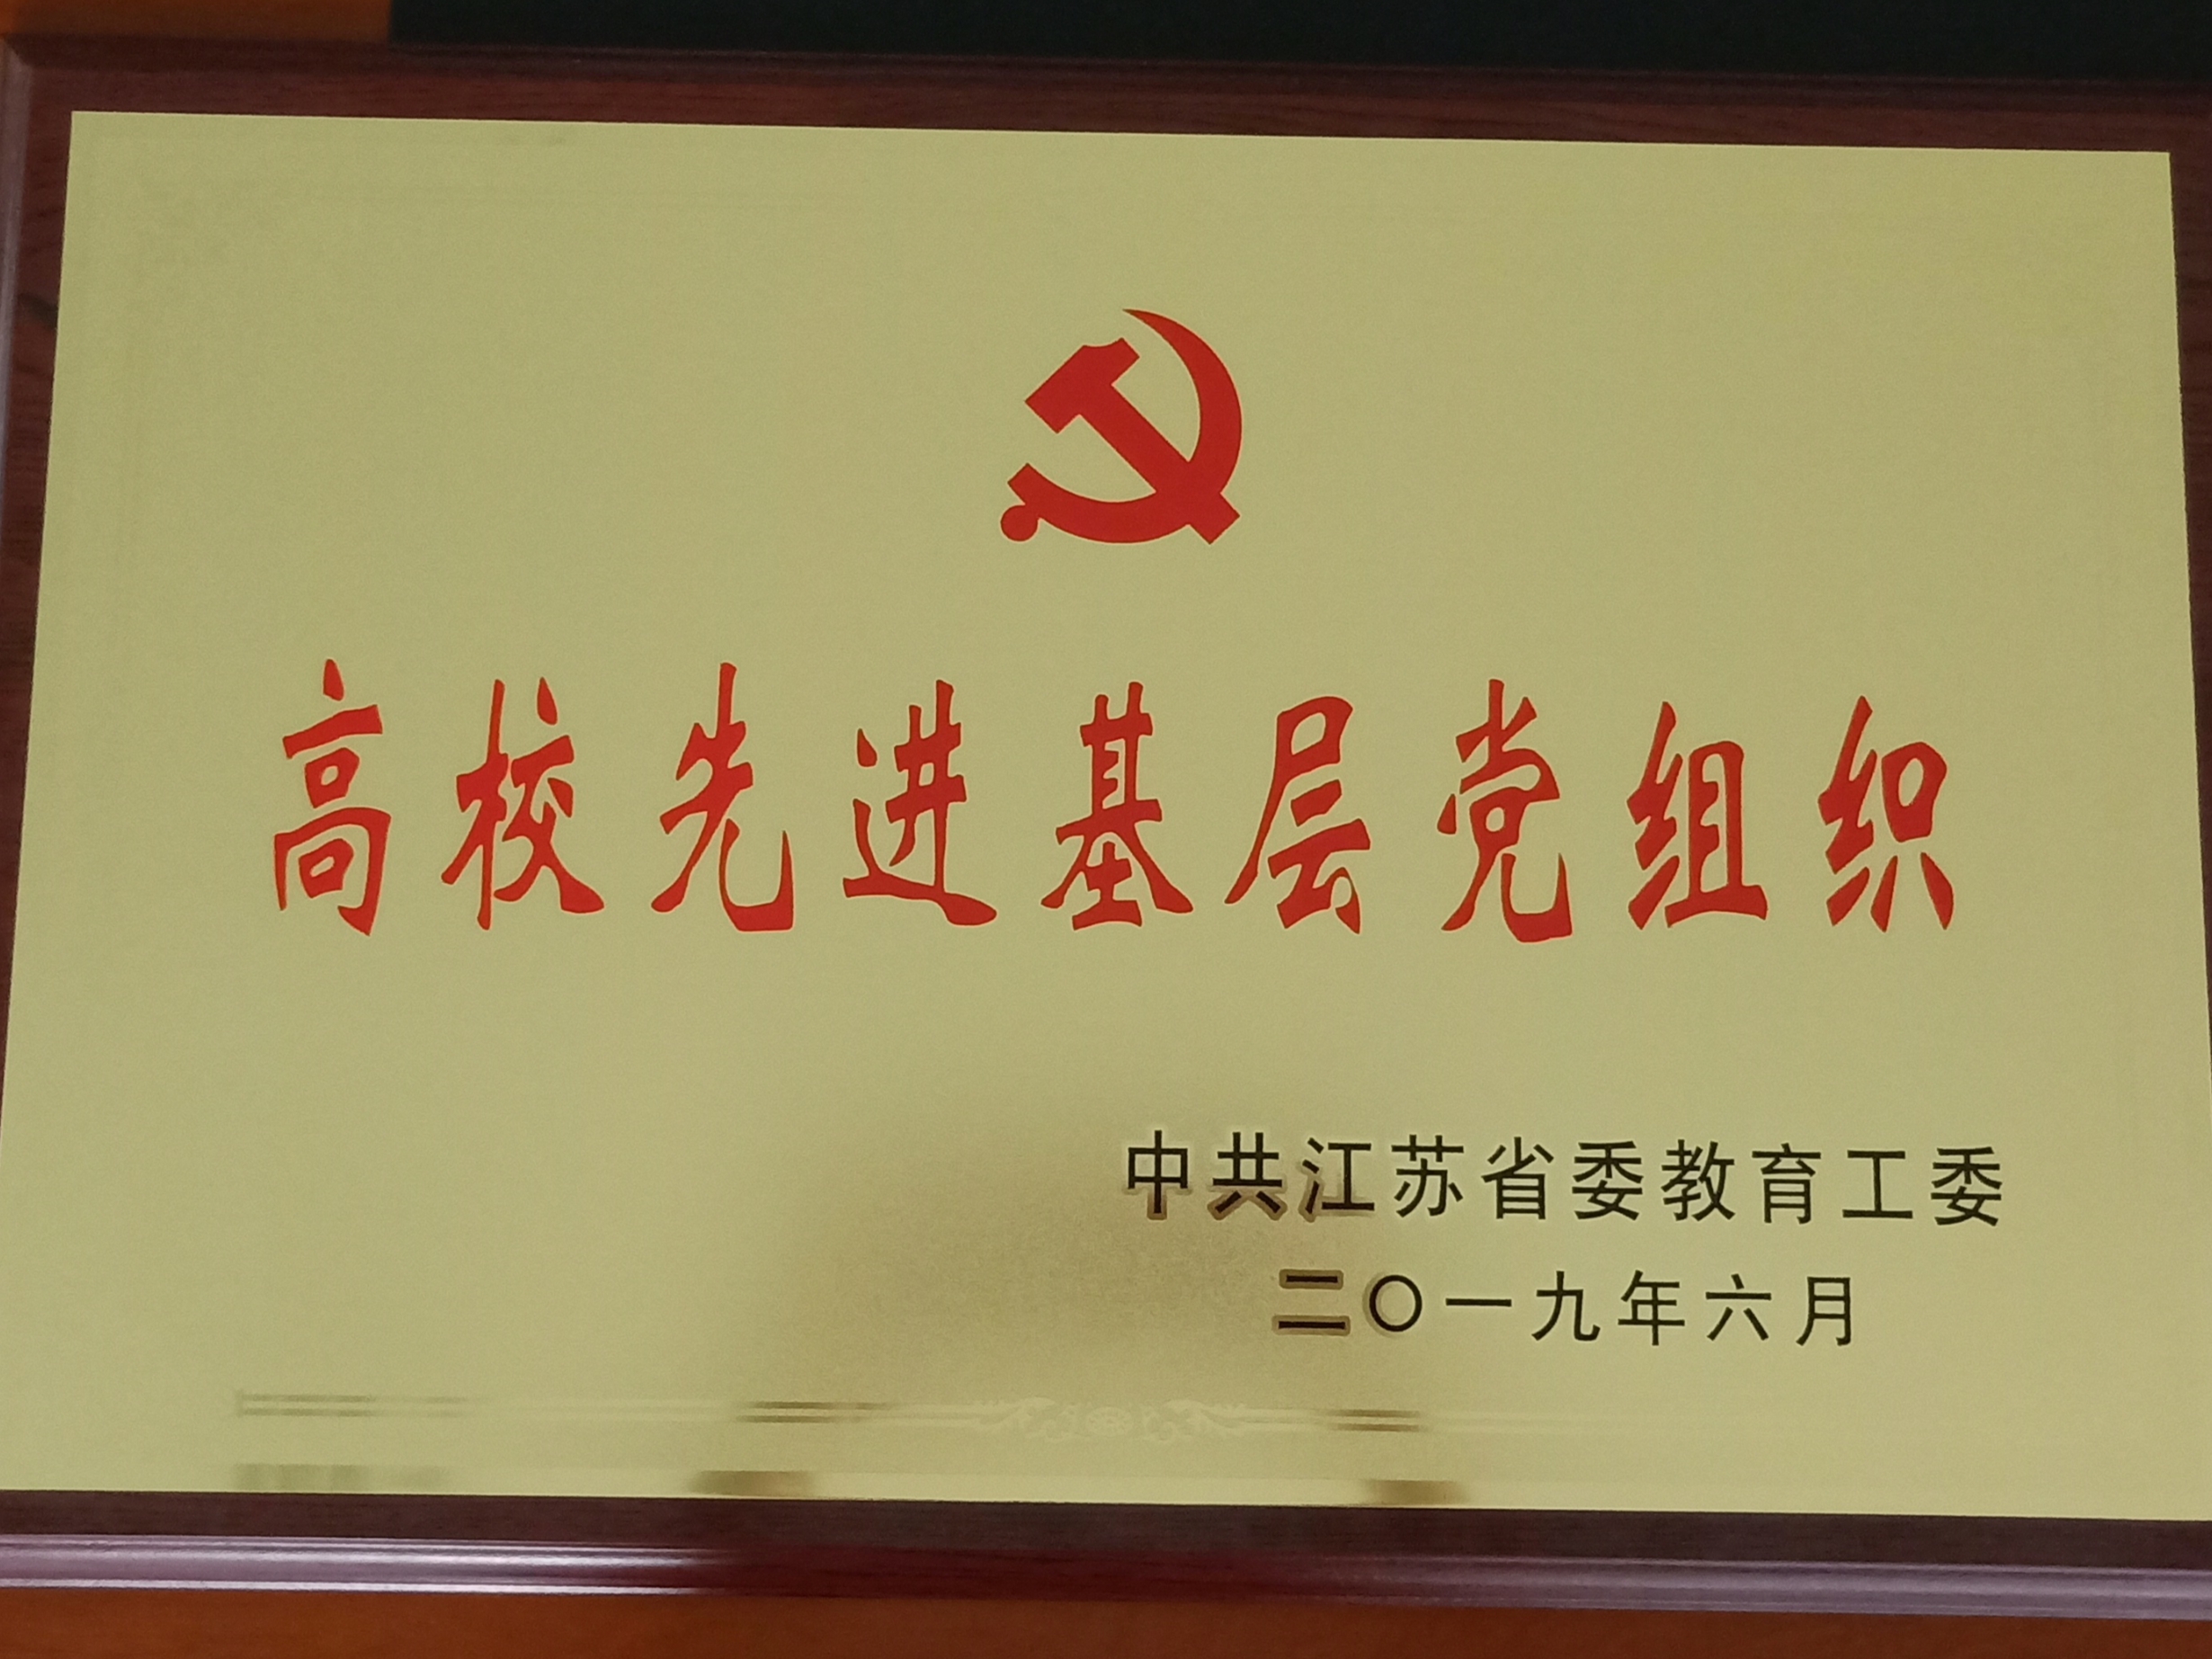 高校先进基层党组织
中共江苏省委教育工委
二〇一九年六月